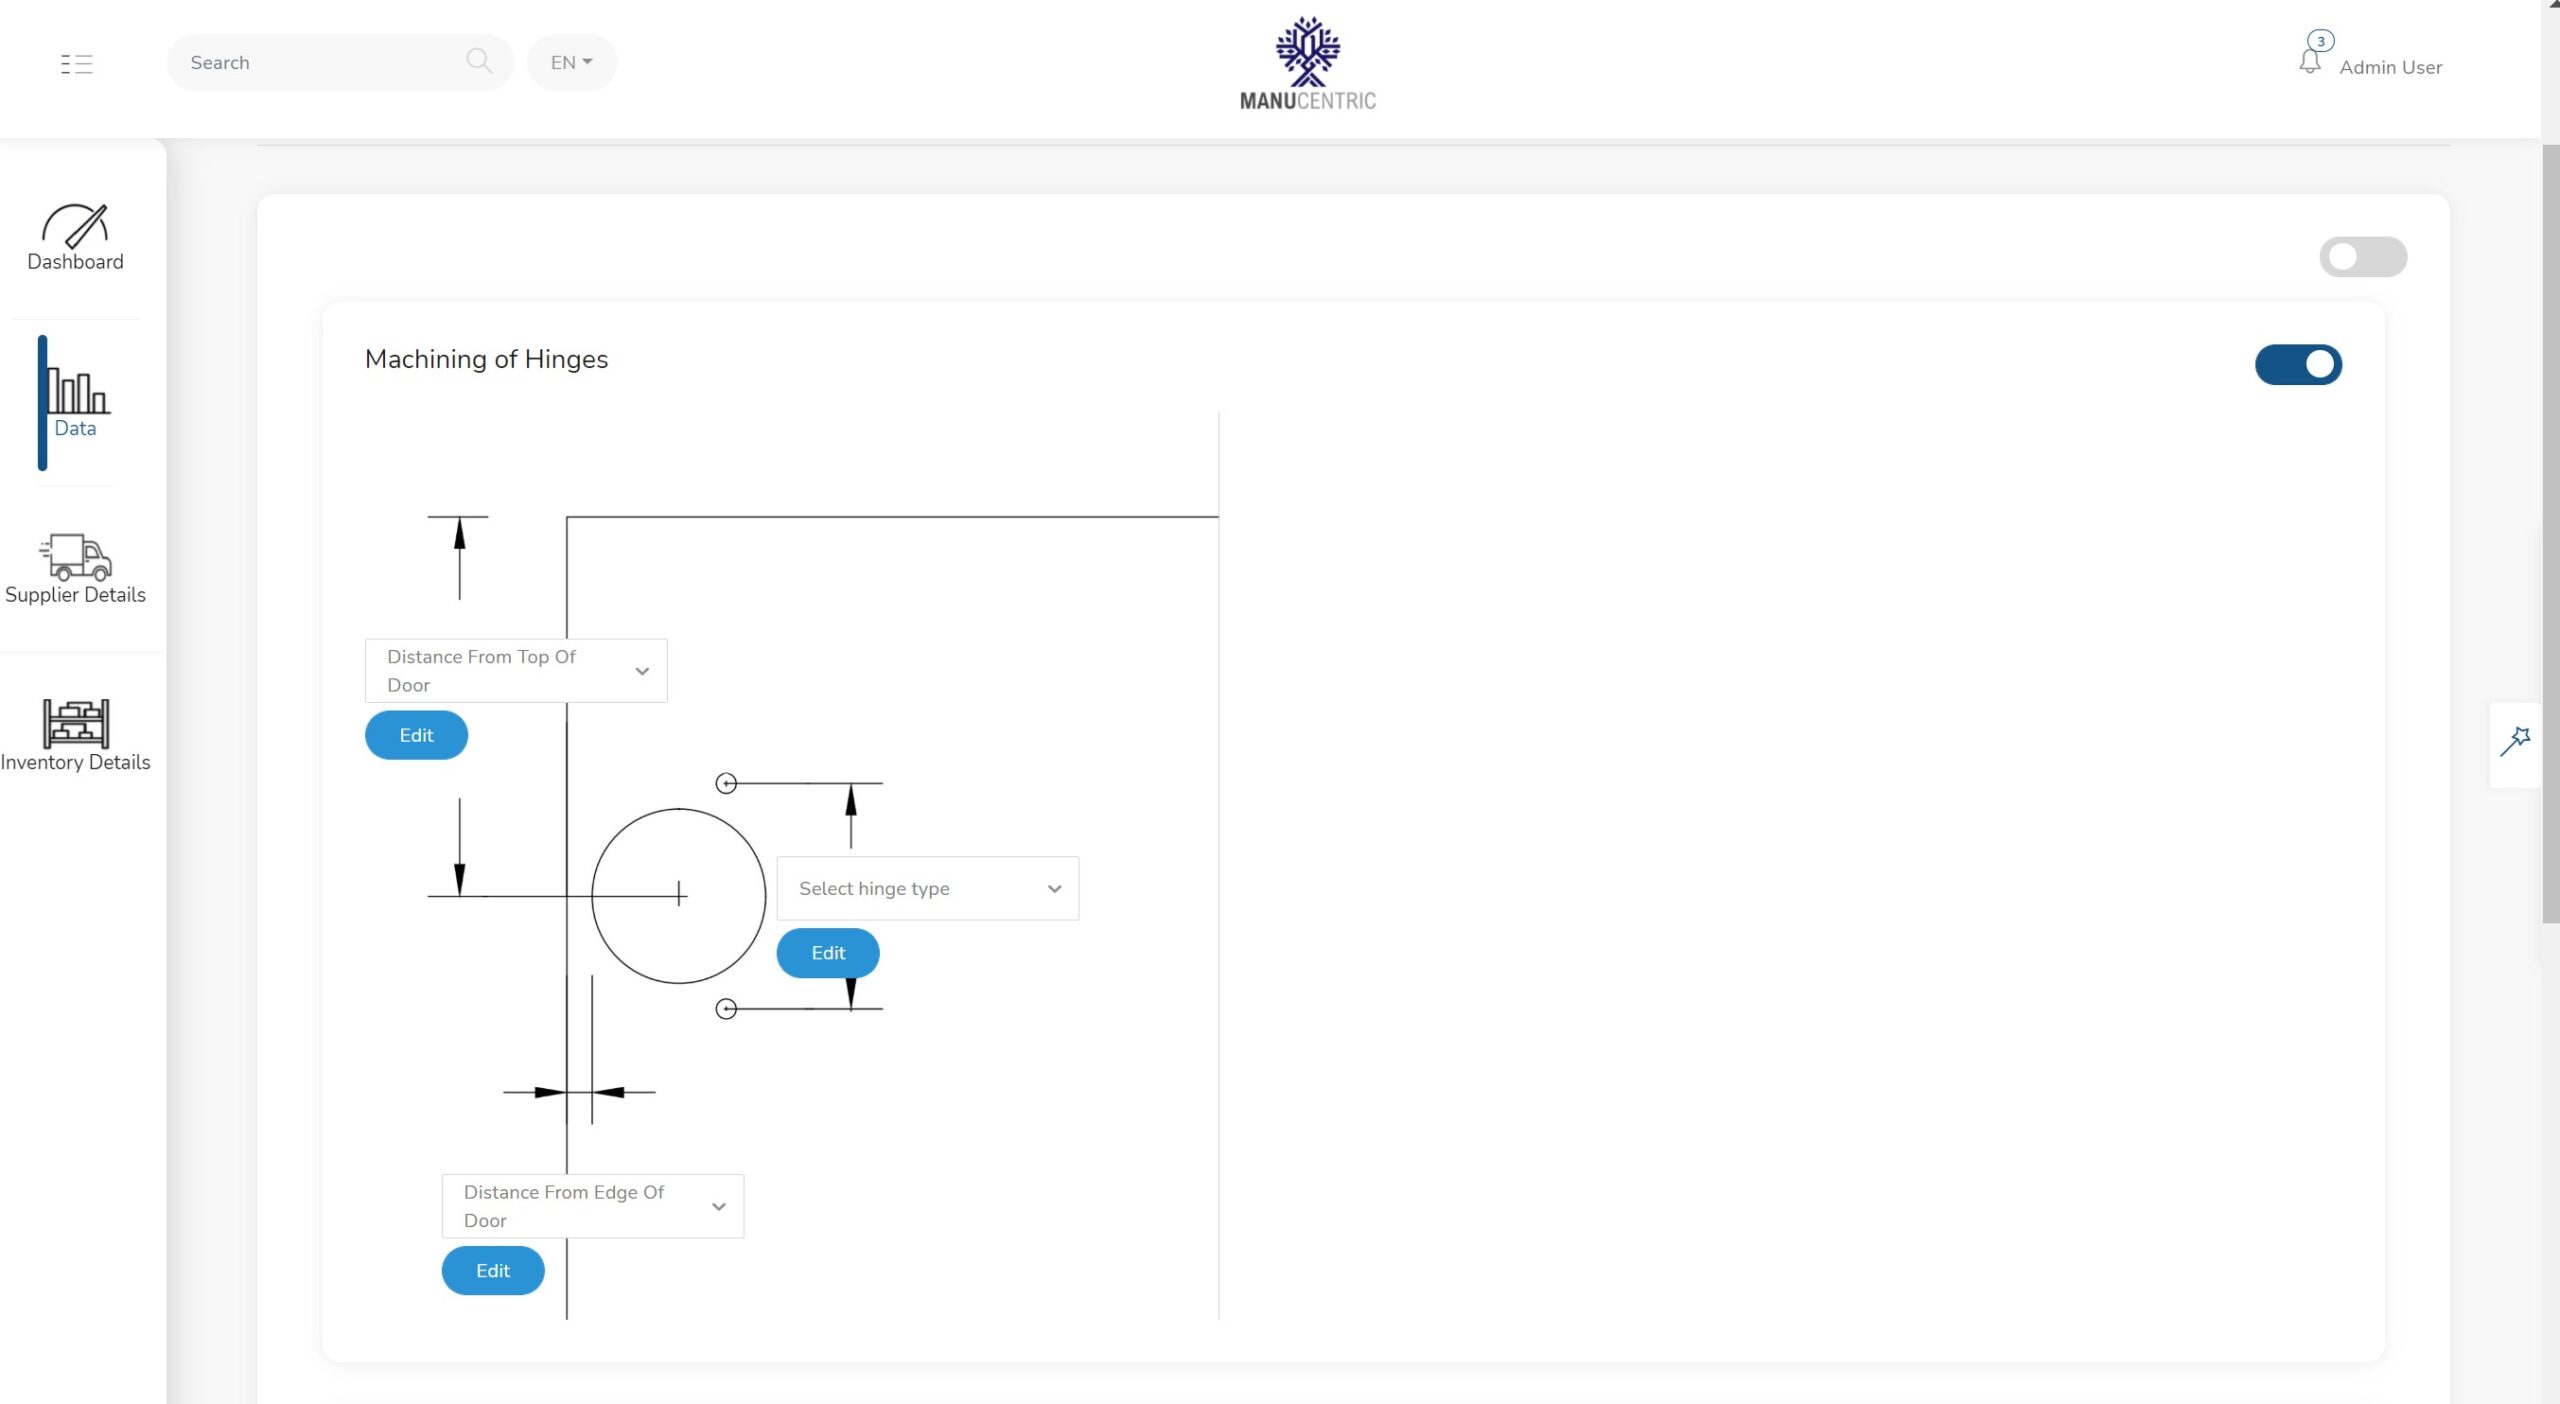 Search
EN
MANUCENTRIC
3
Admin User
Dashboard
Data
Supplier Details
Inventory Details
Machining of Hinges
Distance From Top Of
Door
Edit
Select hinge type
Edit
Distance From Edge Of
Door
Edit